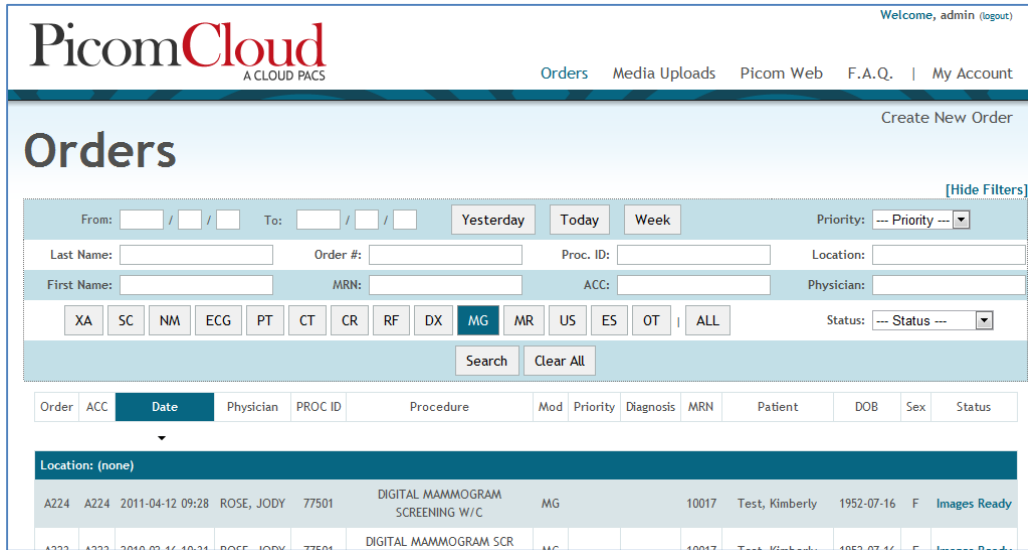 Welcome, admin (logout)
PicomCloud
A CLOUD PACS
Orders Media Uploads Picom Web F.A.Q. | My Account
Create New Order
Orders
[Hide Filters]
From: / / To: / / Yesterday Today Week Priority: --- Priority ---
Last Name: Order #: Proc. ID: Location:
First Name: MRN: ACC: Physician:
XA SC NM ECG PT CT CR RF DX MG MR US ES OT | ALL Status: --- Status ---
Search Clear All
Order ACC Date Physician PROC ID Procedure Mod Priority Diagnosis MRN Patient DOB Sex Status
Location: (none)
A224 A224 2011-04-12 09:28 ROSE, JODY 77501 DIGITAL MAMMOGRAM SCREENING W/C MG 10017 Test, Kimberly 1952-07-16 F Images Ready
DIGITAL MAMMOGRAM SCR